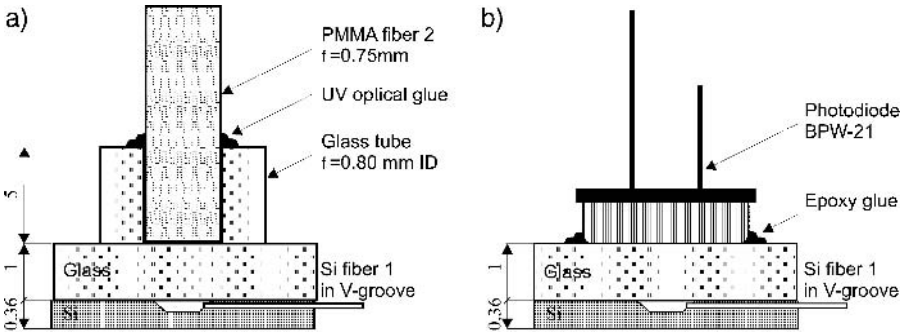 a)
PMMA fiber 2
f=0.75mm
UV optical glue
Glass tube
f=0.80 mm ID
5
1
0,36
Glass
Si
Si fiber 1
in V-groove
b)
Photodiode
BPW-21
Epoxy glue
1
0,36
Glass
Si
Si fiber 1
in V-groove